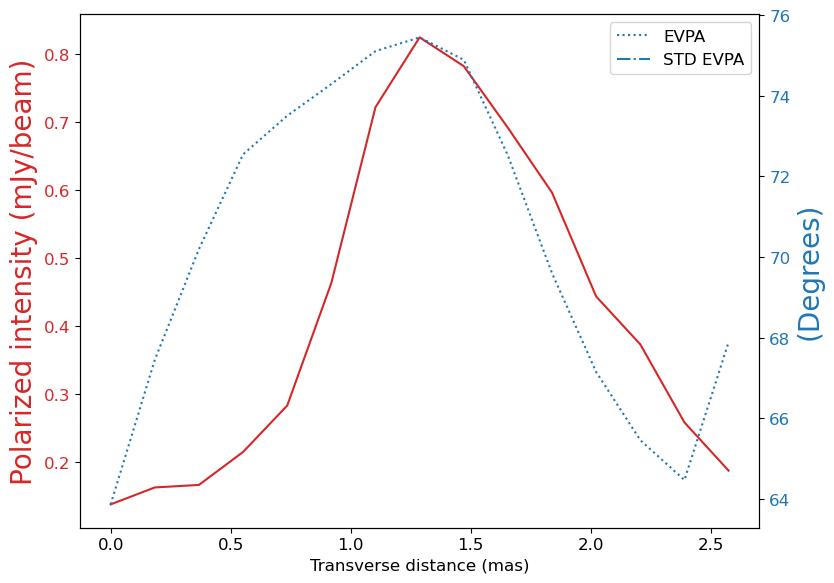 Polarized intensity (mJy/beam)
0.8
0.7
0.6
0.5
0.4
0.3
0.2
EVPA
STD EVPA
76
74
72
70
68
66
64
(Degrees)
0.0 0.5 1.0 1.5 2.0 2.5
Transverse distance (mas)